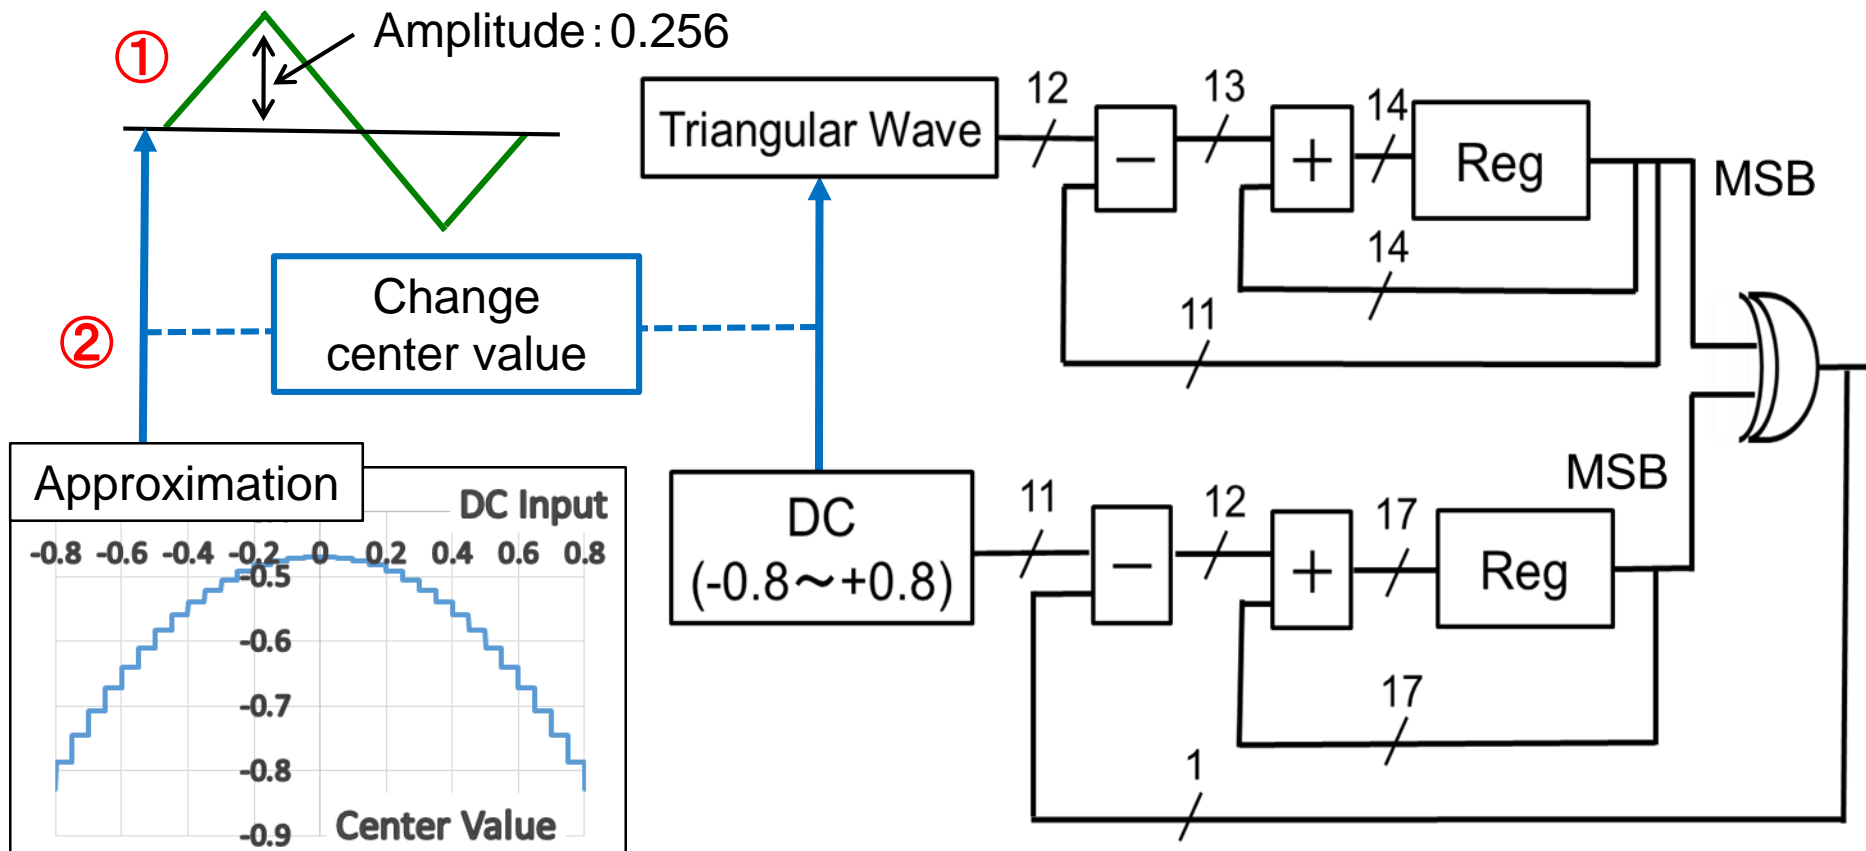 ①
Amplitude：0.256
②
Change
center value
Approximation
DC Input
-0.8 -0.6 -0.4 -0.2 0 0.2 0.4 0.6 0.8
-0.5
-0.6
-0.7
-0.8
-0.9
Center Value
Triangular Wave
12
−
13
+
14
Reg
MSB
14
11
DC
(-0.8～+0.8)
11
−
12
+
17
Reg
MSB
17
1